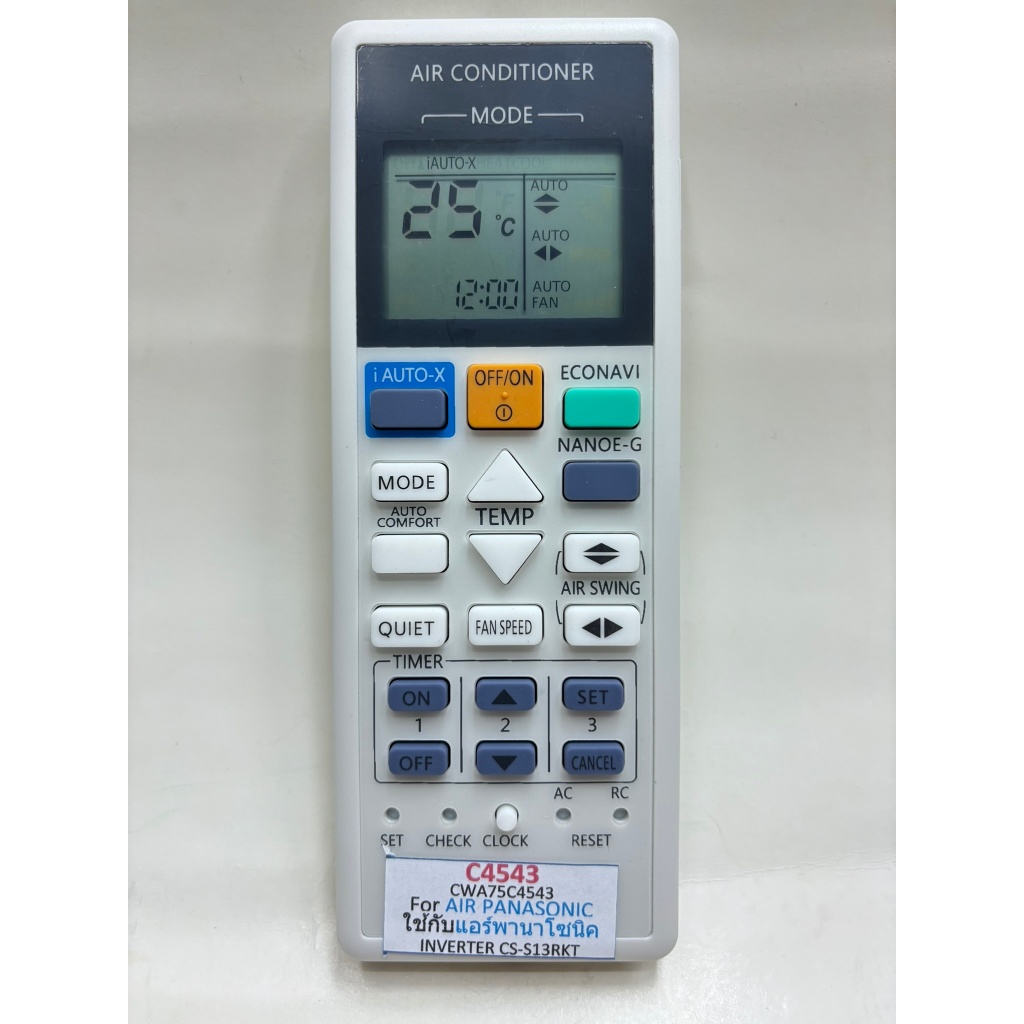 AIR CONDITIONER
MODE
iAUTO-X
25 °C
AUTO
AUTO
12:00
AUTO
FAN
i AUTO-X
OFF/ON
ECONAVI
NANOE-G
MODE
AUTO
COMFORT
TEMP
AIR SWING
QUIET
FAN SPEED
TIMER
ON
SET
1 2 3
OFF
CANCEL
AC RC
SET CHECK CLOCK RESET
C4543
CWA75C4543
For AIR PANASONIC
ใช้กับแอร์พานาโซนิค
INVERTER CS-S13RKT